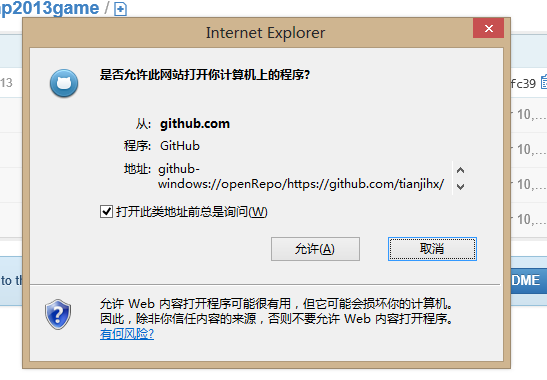 p2013game /
Internet Explorer
13
是否允许此网站打开你计算机上的程序?
fc39
从: github.com
r 10,...
程序: GitHub
地址: github-
windows://openRepo/https://github.com/tianjihx/
r 10,...
打开此类地址前总是询问(W)
r 10,...
允许(A)
取消
to th
DME
允许 Web 内容打开程序可能很有用，但它可能会损坏你的计算机。
因此，除非你信任内容的来源，否则不要允许 Web 内容打开程序。
有何风险?